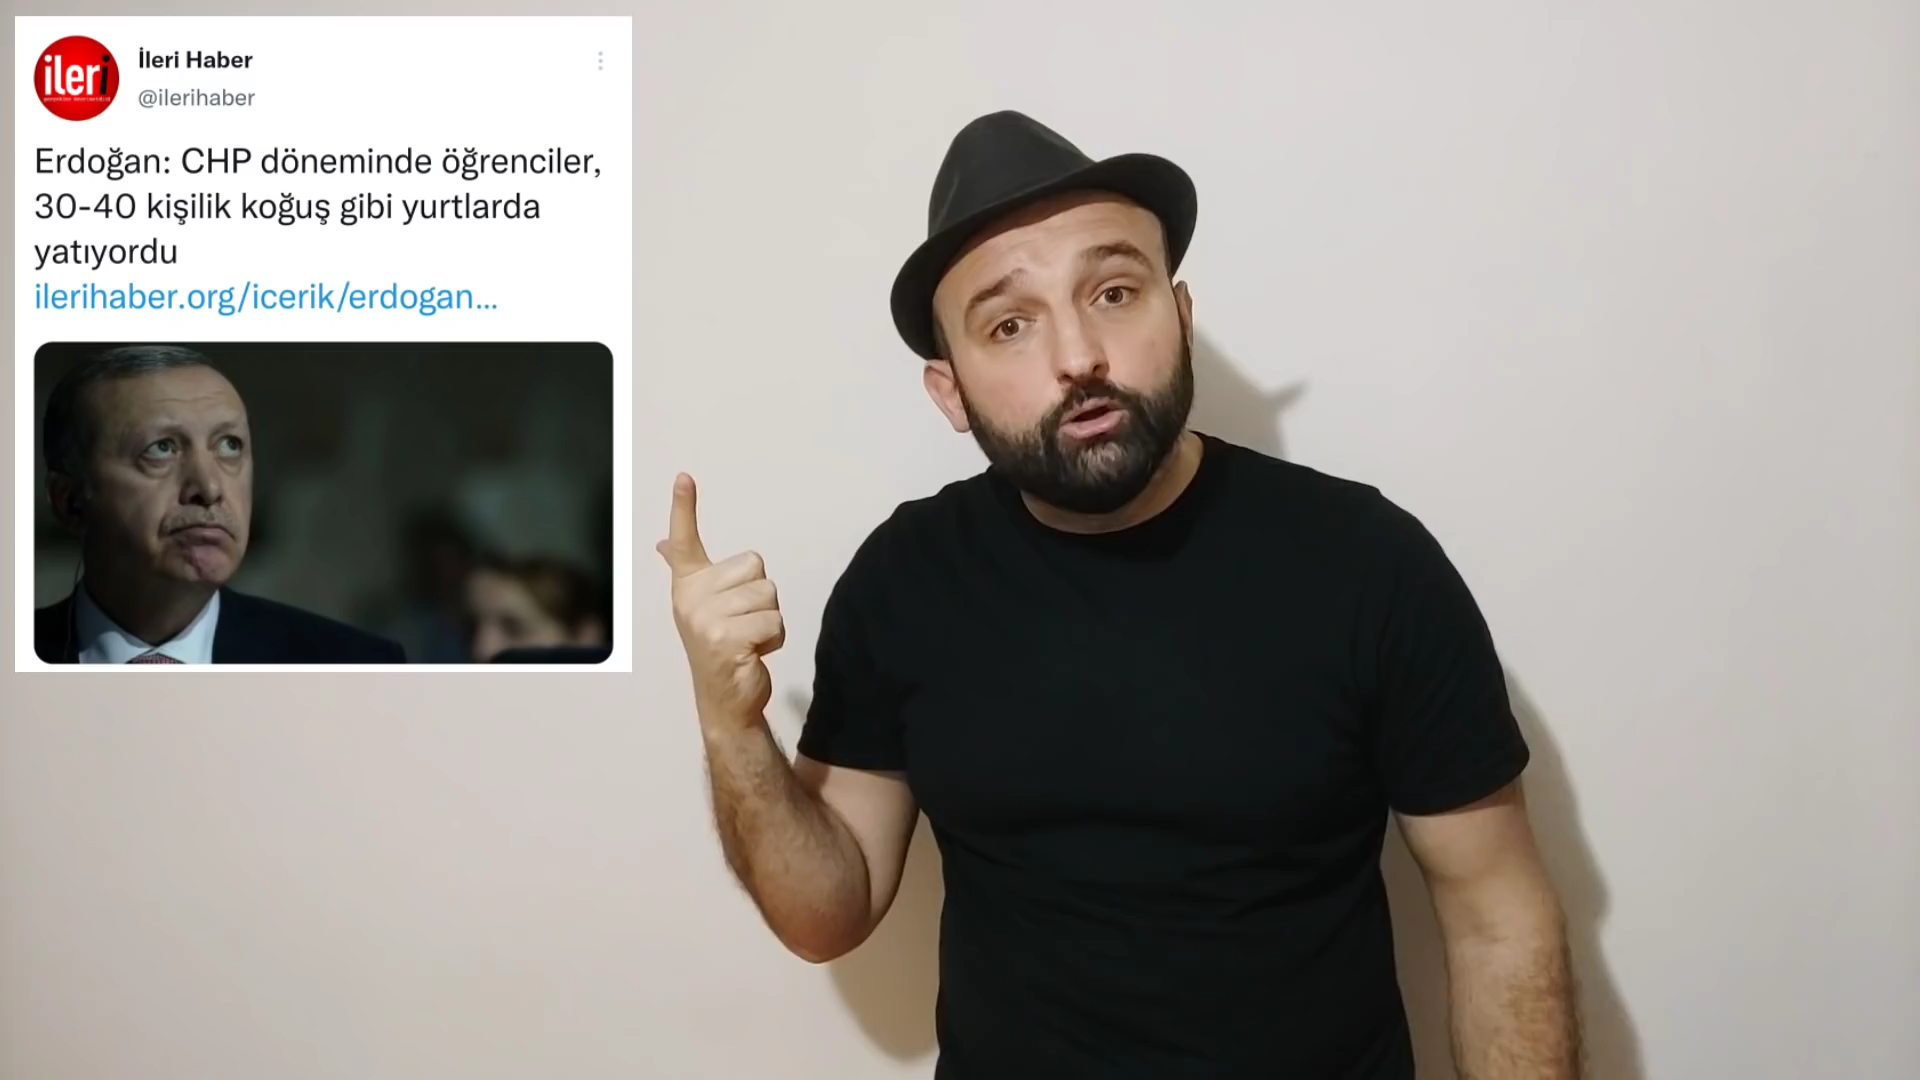 ileri
İleri Haber
@ilerihaber
Erdoğan: CHP döneminde öğrenciler,
30-40 kişilik koğuş gibi yurtlarda
yatıyordu
ilerihaber.org/icerik/erdogan...